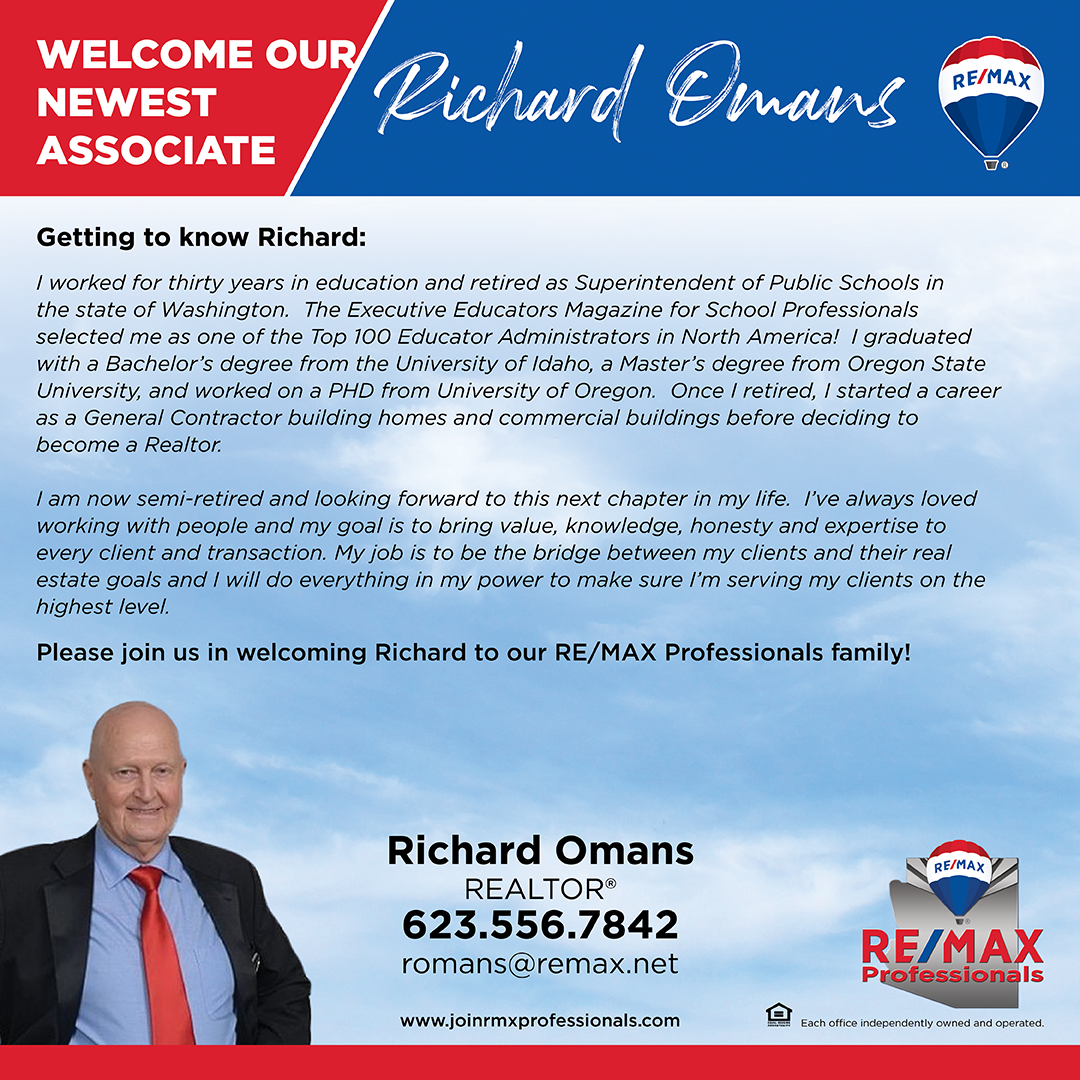 WELCOME OUR
NEWEST
ASSOCIATE
Richard Omans
RE/MAX
®
Getting to know Richard:
I worked for thirty years in education and retired as Superintendent of Public Schools in
the state of Washington.  The Executive Educators Magazine for School Professionals
selected me as one of the Top 100 Educator Administrators in North America!  I graduated
with a Bachelor’s degree from the University of Idaho, a Master’s degree from Oregon State
University, and worked on a PHD from University of Oregon.  Once I retired, I started a career
as a General Contractor building homes and commercial buildings before deciding to
become a Realtor.
I am now semi-retired and looking forward to this next chapter in my life.  I’ve always loved
working with people and my goal is to bring value, knowledge, honesty and expertise to
every client and transaction. My job is to be the bridge between my clients and their real
estate goals and I will do everything in my power to make sure I’m serving my clients on the
highest level.
Please join us in welcoming Richard to our RE/MAX Professionals family!
Richard Omans
REALTOR®
623.556.7842
romans@remax.net
www.joinrmxprofessionals.com
RE/MAX
RE/MAX
Professionals
EQUAL HOUSING
OPPORTUNITY
Each office independently owned and operated.